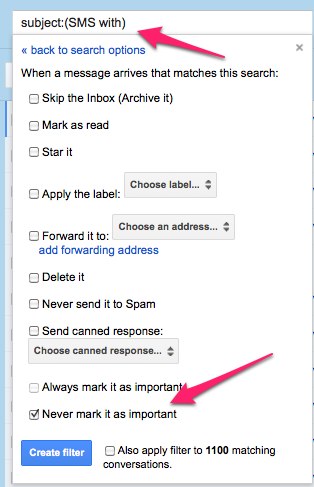 subject:(SMS with)
« back to search options
×
When a message arrives that matches this search:
Skip the Inbox (Archive it)
Mark as read
Star it
Apply the label: Choose label...
Forward it to: Choose an address...
add forwarding address
Delete it
Never send it to Spam
Send canned response:
Choose canned response...
Always mark it as important
Never mark it as important
Create filter
Also apply filter to 1100 matching
conversations.